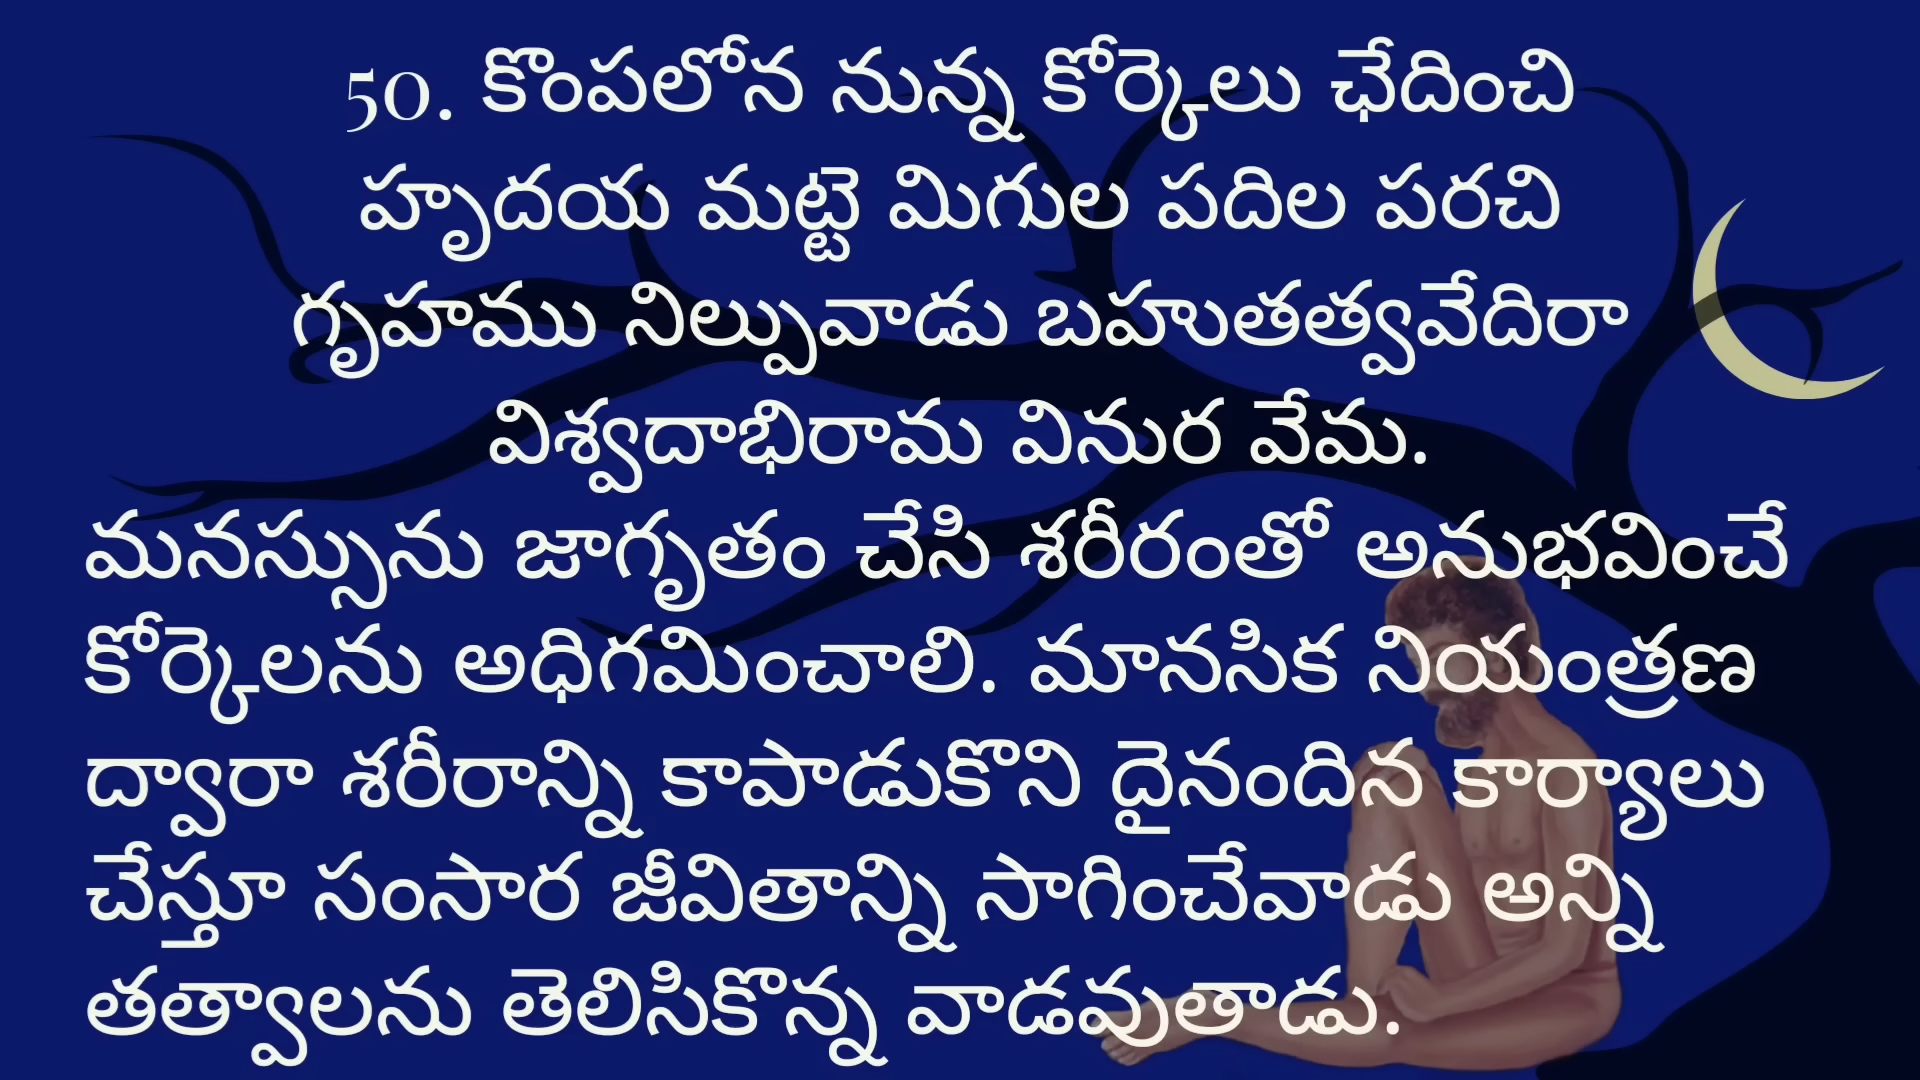 50. కొంపలోన నున్న కోర్కెలు ఛేదించి
హృదయ మట్టె మిగుల పదిల పరచి
గృహము నిల్పువాడు బహుతత్వవేదిరా
విశ్వదాభిరామ వినుర వేమ.
మనస్సును జాగృతం చేసి శరీరంతో అనుభవించే
కోర్కెలను అధిగమించాలి. మానసిక నియంత్రణ
ద్వారా శరీరాన్ని కాపాడుకొని దైనందిన కార్యాలు
చేస్తూ సంసార జీవితాన్ని సాగించేవాడు అన్ని
తత్వాలను తెలిసికొన్న వాడవుతాడు.